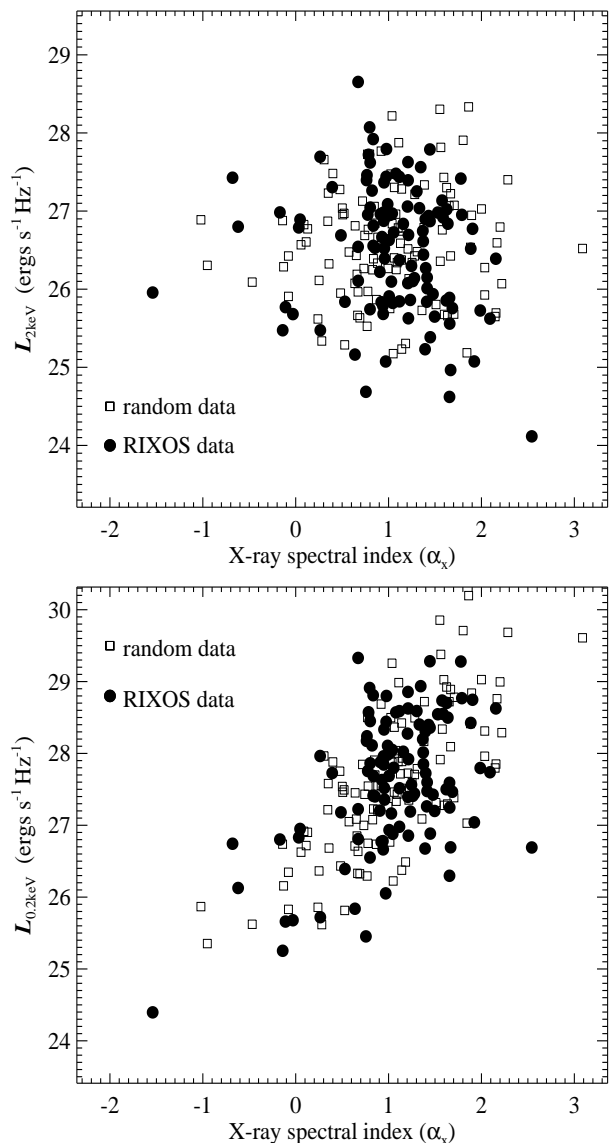 29
28
27
26
25
24
L2keV (ergs s-1 Hz-1)
random data
RIXOS data
-2 -1 0 1 2 3
X-ray spectral index (αx)
30
29
28
27
26
25
24
L0.2keV (ergs s-1 Hz-1)
random data
RIXOS data
-2 -1 0 1 2 3
X-ray spectral index (αx)